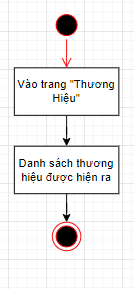 Vào trang "Thương
Hiệu"
Danh sách thương
hiệu được hiện ra